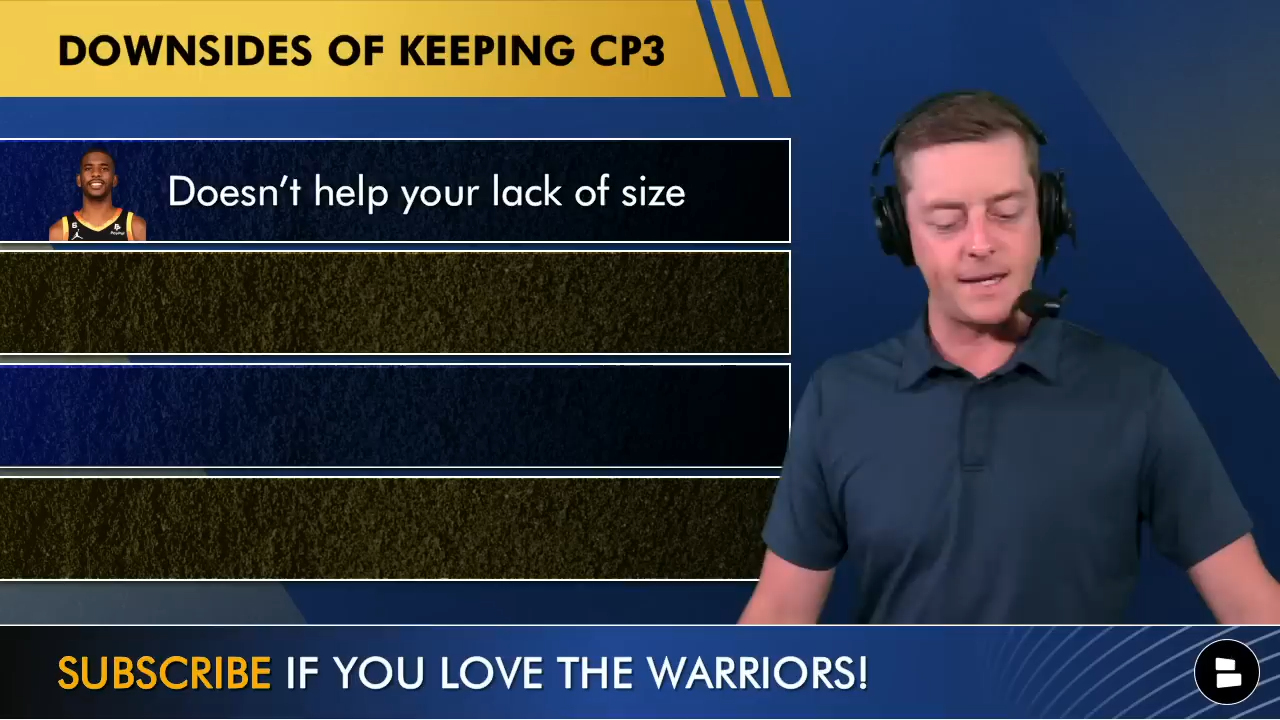 DOWNSIDES OF KEEPING CP3
Doesn't help your lack of size
SUBSCRIBE IF YOU LOVE THE WARRIORS!